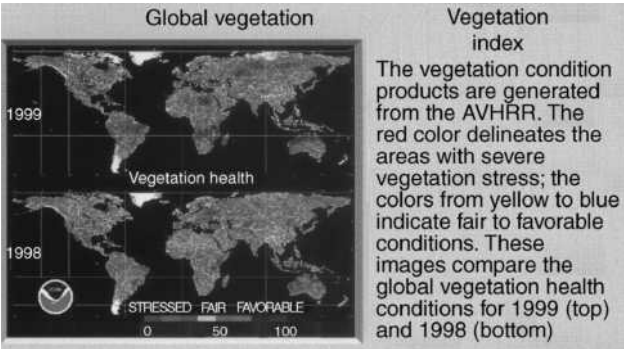 Global vegetation
1999
Vegetation health
1998
STRESSED FAIR FAVORABLE
0 50 100
Vegetation
index
The vegetation condition
products are generated
from the AVHRR. The
red color delineates the
areas with severe
vegetation stress; the
colors from yellow to blue
indicate fair to favorable
conditions. These
images compare the
global vegetation health
conditions for 1999 (top)
and 1998 (bottom)